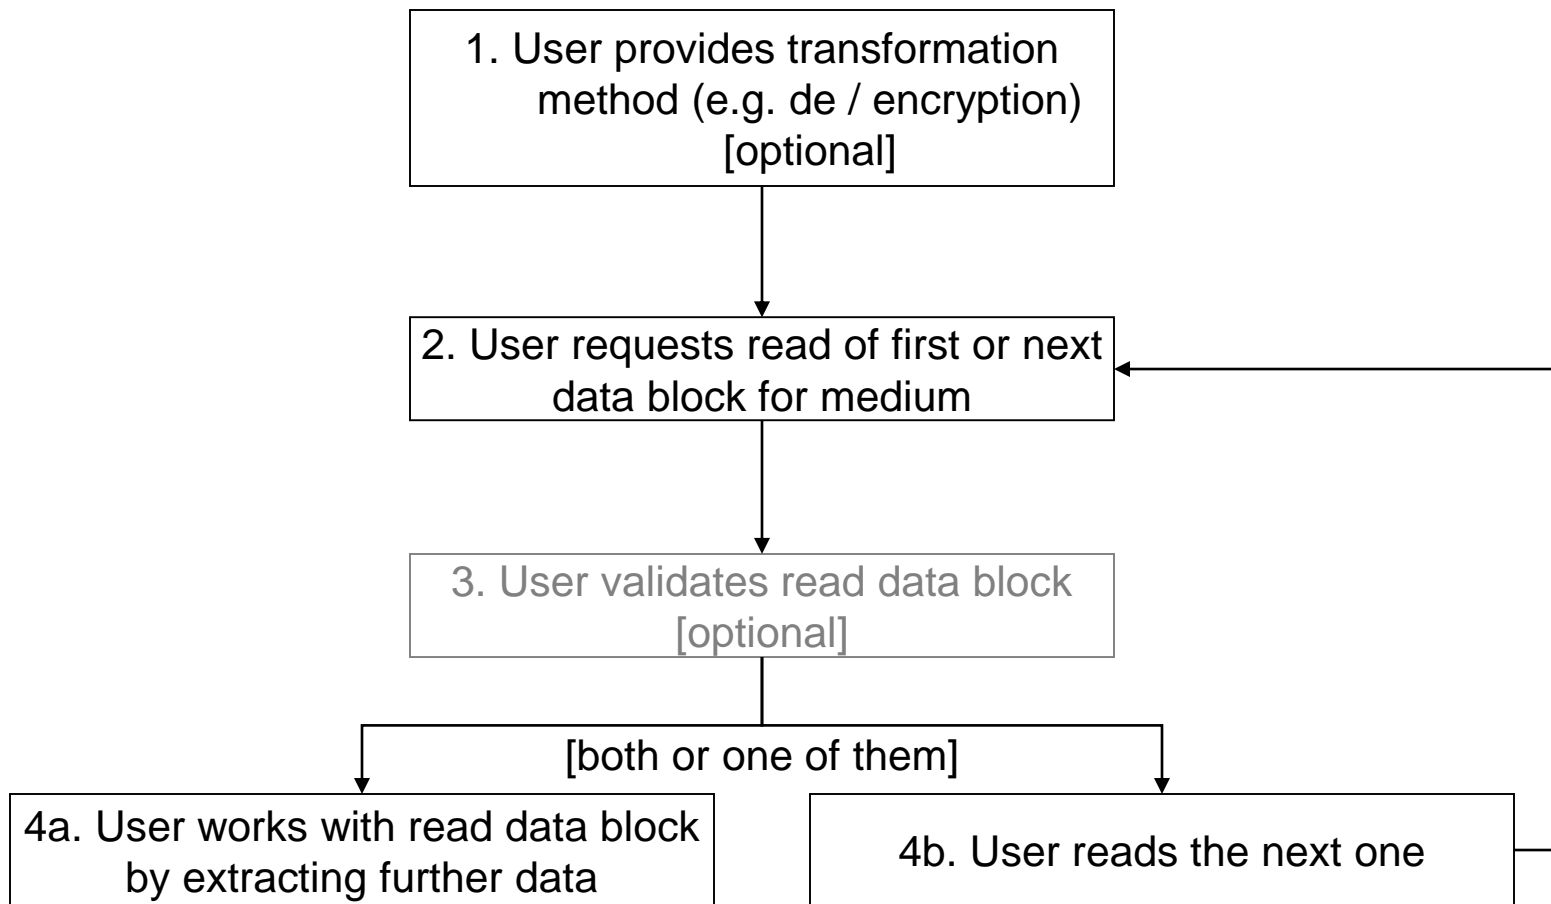 1. User provides transformation
method (e.g. de / encryption)
[optional]
2. User requests read of first or next
data block for medium
3. User validates read data block
[optional]
[both or one of them]
4a. User works with read data block
by extracting further data
4b. User reads the next one